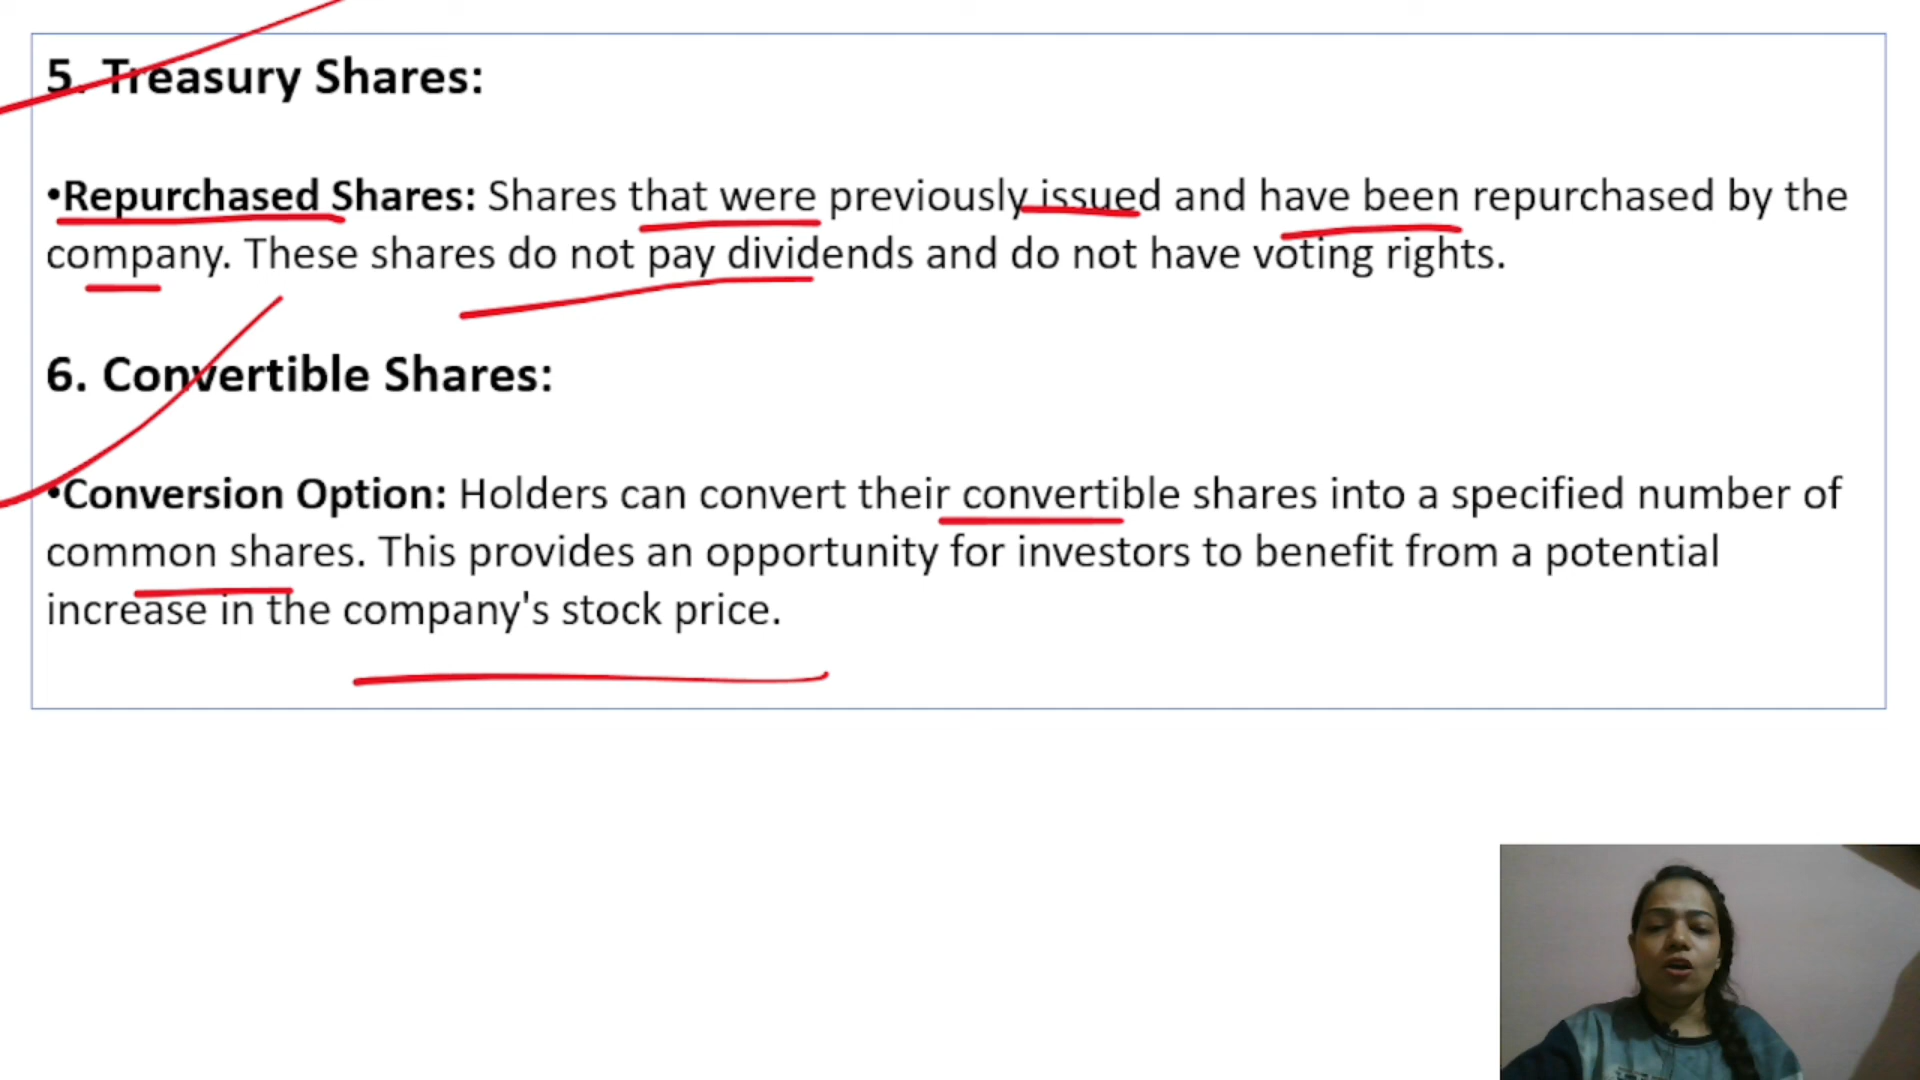 5. Treasury Shares:
•Repurchased Shares: Shares that were previously issued and have been repurchased by the
company. These shares do not pay dividends and do not have voting rights.
6. Convertible Shares:
•Conversion Option: Holders can convert their convertible shares into a specified number of
common shares. This provides an opportunity for investors to benefit from a potential
increase in the company's stock price.